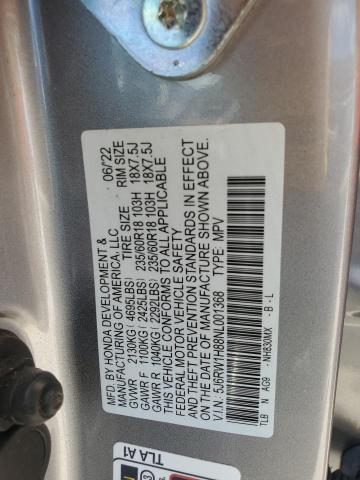 MFD. BY HONDA DEVELOPMENT & 06/22
MANUFACTURING OF AMERICA, LLC
TIRE SIZE RIM SIZE
GVWR 2130KG (4695LBS)
GAWR F 1100KG (2425LBS) 235/60R18 103H 18X7.5J
GAWR R 1040KG (2292LBS) 235/60R18 103H 18X7.5J
THIS VEHICLE CONFORMS TO ALL APPLICABLE
FEDERAL MOTOR VEHICLE SAFETY
AND THEFT PREVENTION STANDARDS IN EFFECT
ON THE DATE OF MANUFACTURE SHOWN ABOVE.
V.I.N.: 5J6RW1H88NL001368 TYPE: MPV
TLB N AG9 -NH830MX -B-L
TLA A1